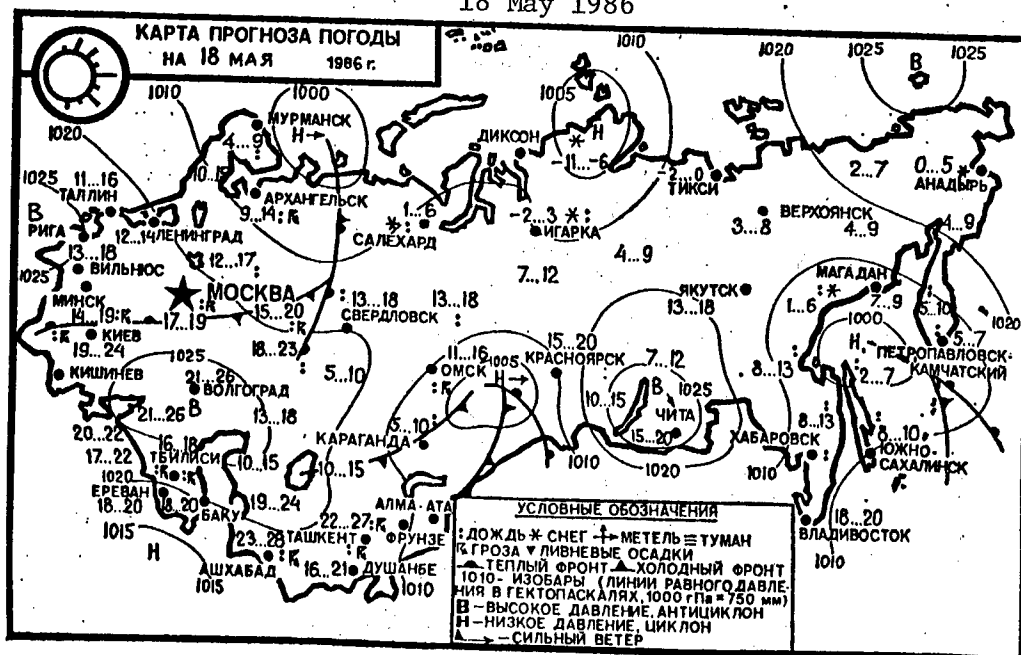 18 May 1986
КАРТА ПРОГНОЗА ПОГОДЫ
НА 18 МАЯ 1986 г.
1010
1020
1025
1025
1010
1000
1005
В
1020
МУРМАНСК
Н
ДИКСОН
Н
4...9
-11...-6
2...7
0...5
1025
11...16
ТАЛЛИН
АРХАНГЕЛЬСК
-2...0
ТИКСИ
АНАДЫРЬ
В
РИГА
12...14
ЛЕНИНГРАД
9...14
1...6
САЛЕХАРД
-2...3
ИГАРКА
ВЕРХОЯНСК
3...8
4...9
4...9
13...18
ВИЛЬНЮС
12...17
4...9
1025
7...12
МАГАДАН
МИНСК
МОСКВА
13...18
13...18
ЯКУТСК
13...18
1...6
7...9
5...10
14...19
17...19
15...20
СВЕРДЛОВСК
1000
1020
КИЕВ
19...24
18...23
15...20
КРАСНОЯРСК
7...12
Н
5...7
ПЕТРОПАВЛОВСК-
КАМЧАТСКИЙ
1025
11...16
ОМСК
1005
Н
8...13
2...7
КИШИНЕВ
21...26
ВОЛГОГРАД
5...10
В
1025
10...15
ЧИТА
В
21...26
13...18
5...10
15...20
8...13
20...22
16...18
КАРАГАНДА
ХАБАРОВСК
8...10
ЮЖНО-
САХАЛИНСК
17...22
ТБИЛИСИ
10...15
10...15
1010
1020
1010
1020
ЕРЕВАН
18...20
18...20
БАКУ
19...24
АЛМА-АТА
18...20
ВЛАДИВОСТОК
1015
22...27
ТАШКЕНТ
ФРУНЗЕ
Н
23...28
АШХАБАД
1015
16...21
ДУШАНБЕ
1010
1010
УСЛОВНЫЕ ОБОЗНАЧЕНИЯ
: ДОЖДЬ * СНЕГ МЕТЕЛЬ ≡ ТУМАН
ГРОЗА ▼ ЛИВНЕВЫЕ ОСАДКИ
ТЕПЛЫЙ ФРОНТ ХОЛОДНЫЙ ФРОНТ
1010- ИЗОБАРЫ (ЛИНИИ РАВНОГО ДАВЛЕ-
НИЯ В ГЕКТОПАСКАЛЯХ, 1000 гПа = 750 мм)
В - ВЫСОКОЕ ДАВЛЕНИЕ, АНТИЦИКЛОН
Н - НИЗКОЕ ДАВЛЕНИЕ, ЦИКЛОН
- СИЛЬНЫЙ ВЕТЕР